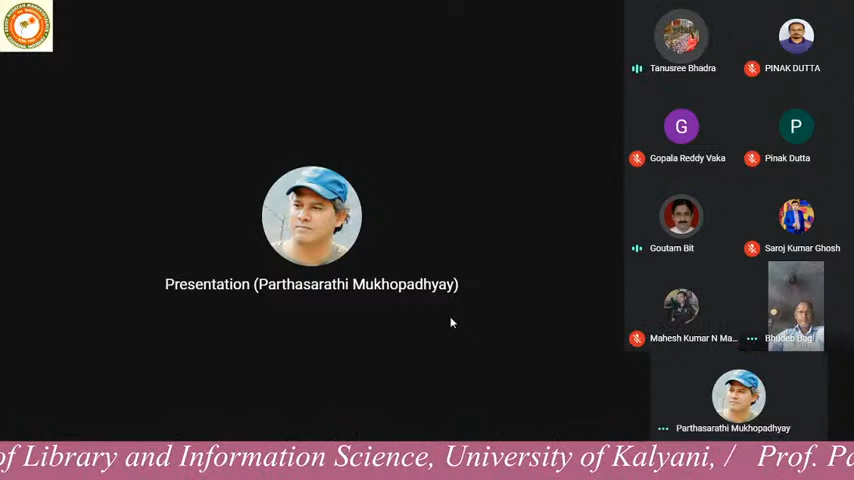 Tanusree Bhadra
PINAK DUTTA
G
P
Gopala Reddy Vaka
Pinak Dutta
Goutam Bit
Saroj Kumar Ghosh
Presentation (Parthasarathi Mukhopadhyay)
Mahesh Kumar N Ma...
Bhudeb Bag
Parthasarathi Mukhopadhyay
of Library and Information Science, University of Kalyani, / Prof. Pa